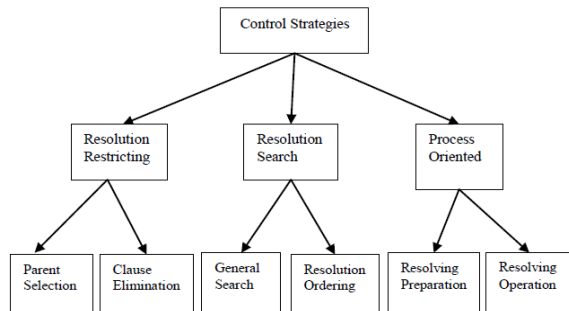 Control Strategies
Resolution
Restricting
Resolution
Search
Process
Oriented
Parent
Selection
Clause
Elimination
General
Search
Resolution
Ordering
Resolving
Preparation
Resolving
Operation